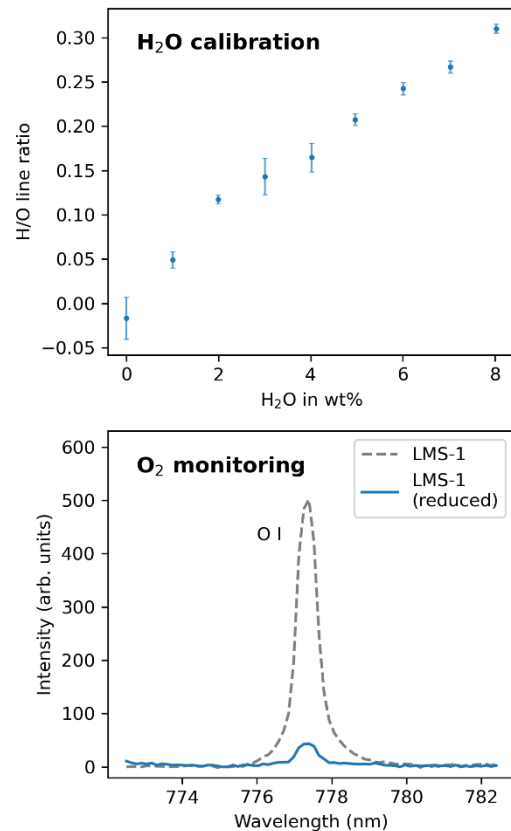 H₂O calibration
H/O line ratio
0.30
0.25
0.20
0.15
0.10
0.05
0.00
−0.05
0 2 4 6 8
H₂O in wt%
O₂ monitoring
LMS-1
LMS-1
(reduced)
O I
Intensity (arb. units)
600
500
400
300
200
100
0
774 776 778 780 782
Wavelength (nm)